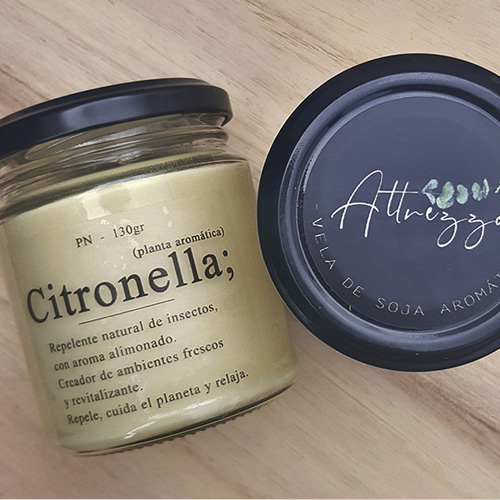 PN - 130gr
(planta aromática)
Citronella;
Repelente natural de insectos,
con aroma alimonado.
Creador de ambientes frescos
y revitalizante.
Repele, cuida el planeta y relaja.
Attrezzo
-VELA DE SOJA